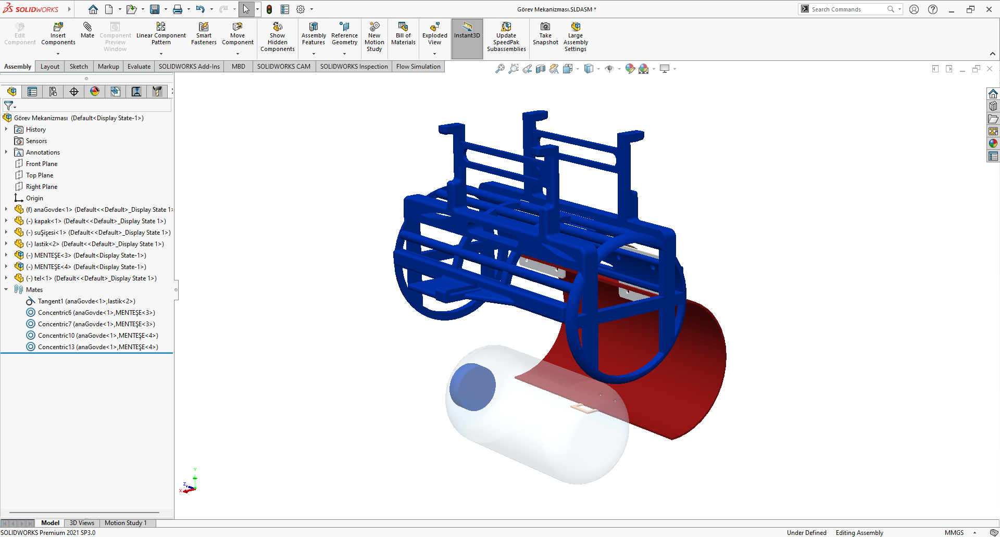 SOLIDWORKS
Görev Mekanizması.SLDASM *
Search Commands
Edit Component
Insert Components
Mate
Component Preview Window
Linear Component Pattern
Smart Fasteners
Move Component
Show Hidden Components
Assembly Features
Reference Geometry
New Motion Study
Bill of Materials
Exploded View
Instant3D
Update SpeedPak Subassemblies
Take Snapshot
Large Assembly Settings
Assembly
Layout
Sketch
Markup
Evaluate
SOLIDWORKS Add-Ins
MBD
SOLIDWORKS CAM
SOLIDWORKS Inspection
Flow Simulation
Görev Mekanizması (Default<Display State-1>)
History
Sensors
Annotations
Front Plane
Top Plane
Right Plane
Origin
(f) anaGovde<1> (Default<<Default>_Display State 1>
(-) kapak<1> (Default<<Default>_Display State 1>)
(-) suŞişesi<1> (Default<<Default>_Display State 1>)
(-) lastik<2> (Default<<Default>_Display State 1>)
(-) MENTEŞE<3> (Default<Display State-1>)
(-) MENTEŞE<4> (Default<Display State-1>)
(-) tel<1> (Default<<Default>_Display State 1>)
Mates
Tangent1 (anaGovde<1>,lastik<2>)
Concentric6 (anaGovde<1>,MENTEŞE<3>)
Concentric7 (anaGovde<1>,MENTEŞE<3>)
Concentric10 (anaGovde<1>,MENTEŞE<4>)
Concentric13 (anaGovde<1>,MENTEŞE<4>)
Y
Z
X
Model
3D Views
Motion Study 1
SOLIDWORKS Premium 2021 SP3.0
Under Defined
Editing Assembly
MMGS